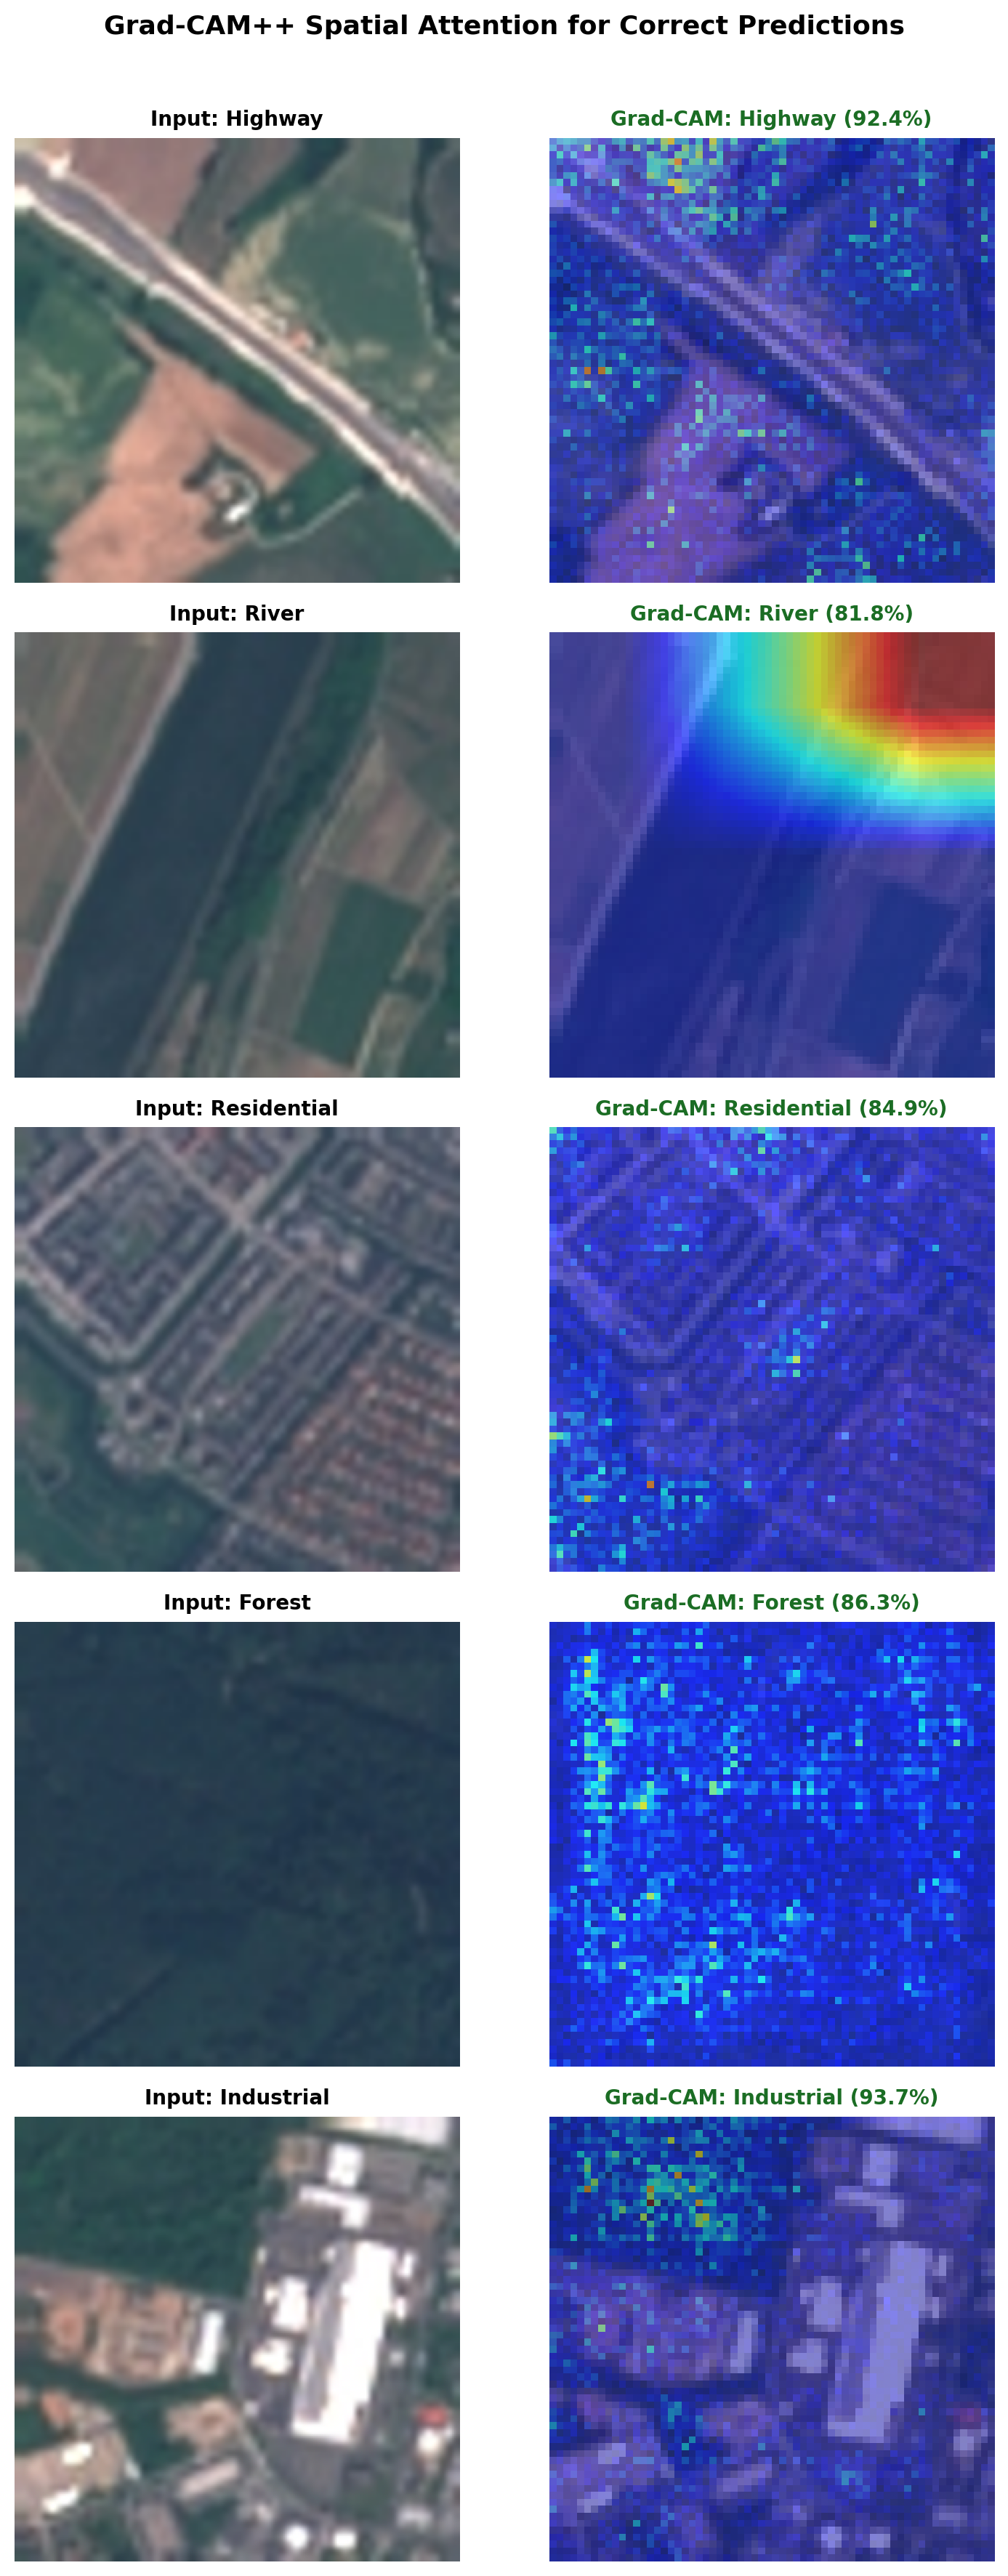 Grad-CAM++ Spatial Attention for Correct Predictions
Input: Highway
Grad-CAM: Highway (92.4%)
Input: River
Grad-CAM: River (81.8%)
Input: Residential
Grad-CAM: Residential (84.9%)
Input: Forest
Grad-CAM: Forest (86.3%)
Input: Industrial
Grad-CAM: Industrial (93.7%)